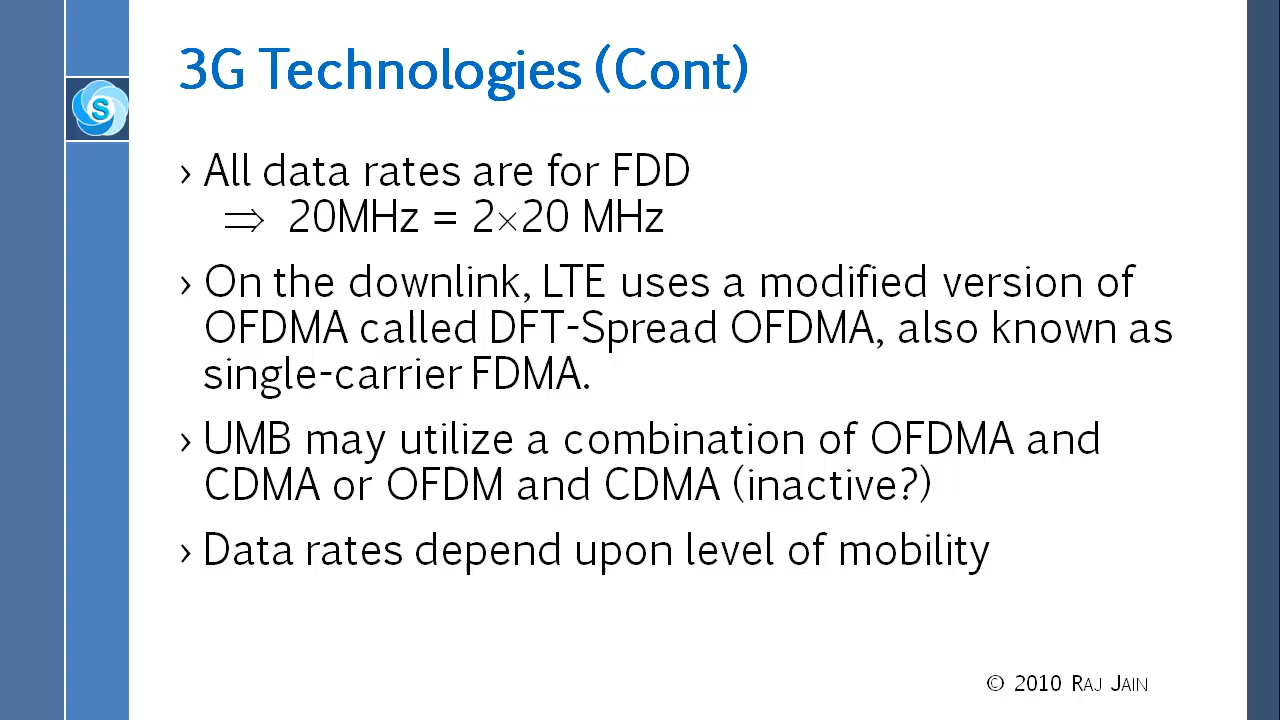 3G Technologies (Cont)
S
› All data rates are for FDD
⇒ 20MHz = 2×20 MHz
› On the downlink, LTE uses a modified version of
OFDMA called DFT-Spread OFDMA, also known as
single-carrier FDMA.
› UMB may utilize a combination of OFDMA and
CDMA or OFDM and CDMA (inactive?)
› Data rates depend upon level of mobility
© 2010 RAJ JAIN